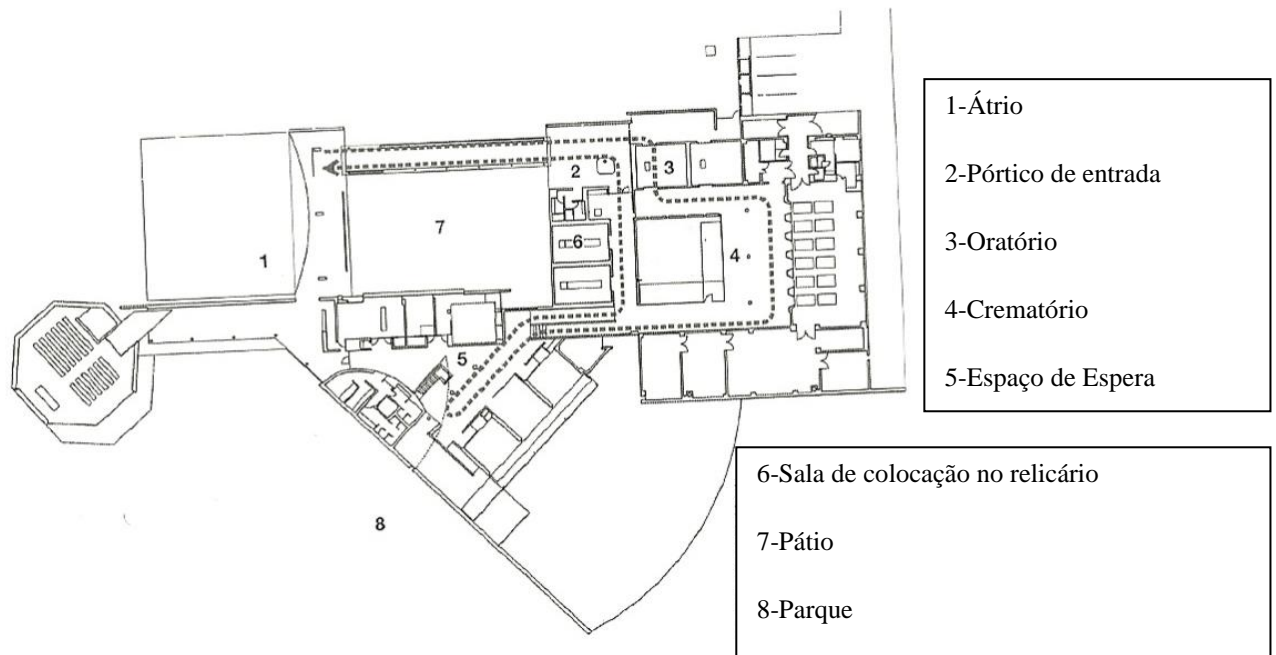 2
3
6
7
4
1
5
8
1-Átrio
2-Pórtico de entrada
3-Oratório
4-Crematório
5-Espaço de Espera
6-Sala de colocação no relicário
7-Pátio
8-Parque